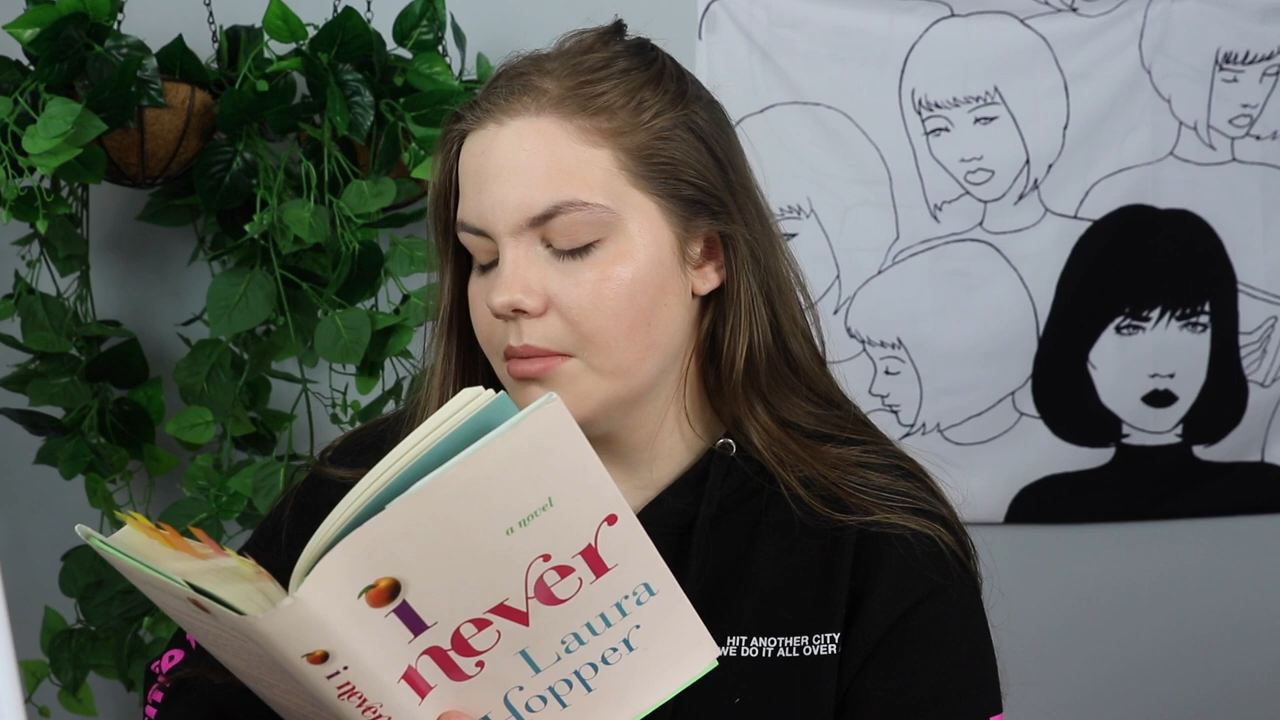 a novel
i
never
Laura
Hopper
i never
HIT ANOTHER CITY
WE DO IT ALL OVER